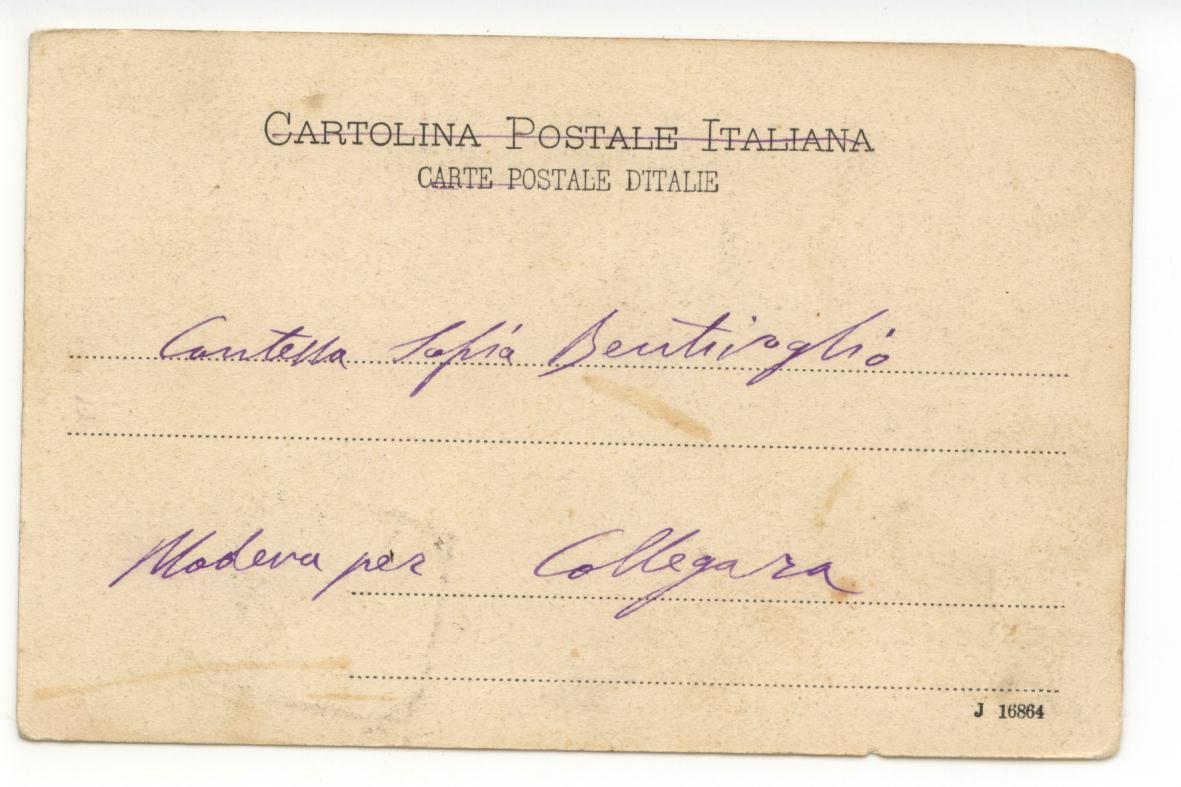 CARTOLINA POSTALE ITALIANA
CARTE POSTALE D'ITALIE
Contessa Sofia Bentivoglio
Modena per Collegara
J 16864